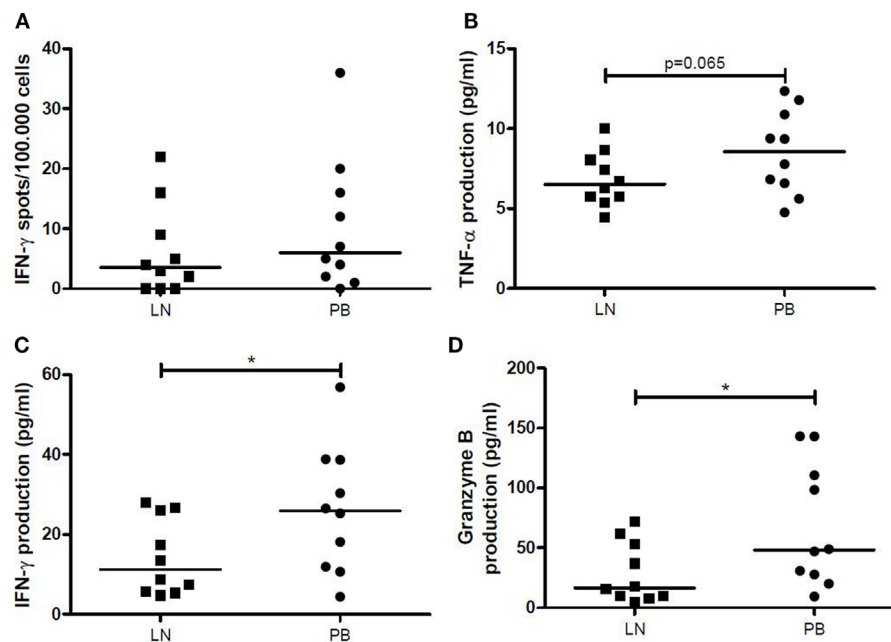 A
IFN-γ spots/100.000 cells
40
30
20
10
0
LN
PB
B
TNF-α production (pg/ml)
15
10
5
0
p=0.065
LN
PB
C
IFN-γ production (pg/ml)
60
40
20
0
*
LN
PB
D
Granzyme B
production (pg/ml)
200
150
100
50
0
*
LN
PB